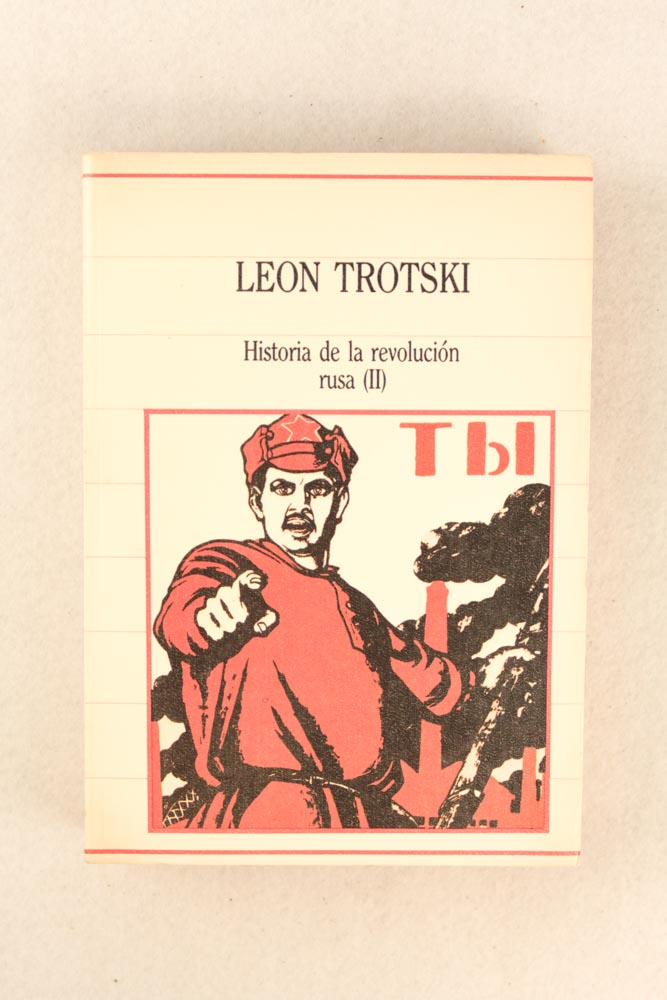 LEON TROTSKI
Historia de la revolución
rusa (II)
ТЫ